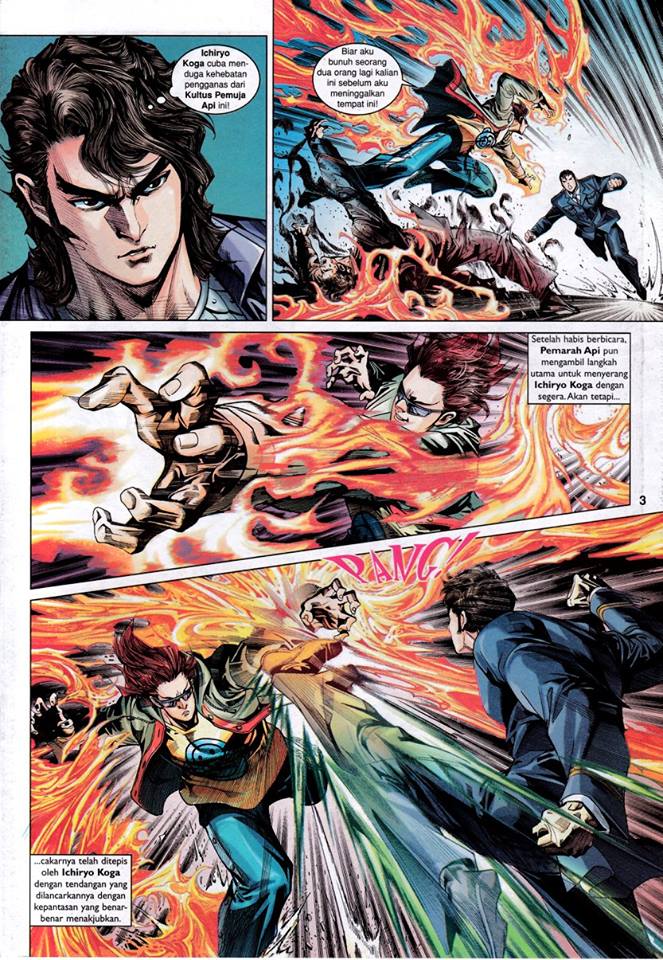 Ichiryo
Koga cuba men-
duga kehebatan
pengganas dari
Kultus Pemuja
Api ini!
Biar aku
bunuh seorang
dua orang lagi kalian
ini sebelum aku
meninggalkan
tempat ini!
Setelah habis berbicara,
Pemarah Api pun
mengambil langkah
utama untuk menyerang
Ichiryo Koga dengan
segera. Akan tetapi...
3
PANG!
...cakarnya telah ditepis
oleh Ichiryo Koga
dengan tendangan yang
dilancarkannya dengan
kepantasan yang benar-
benar menakjubkan.